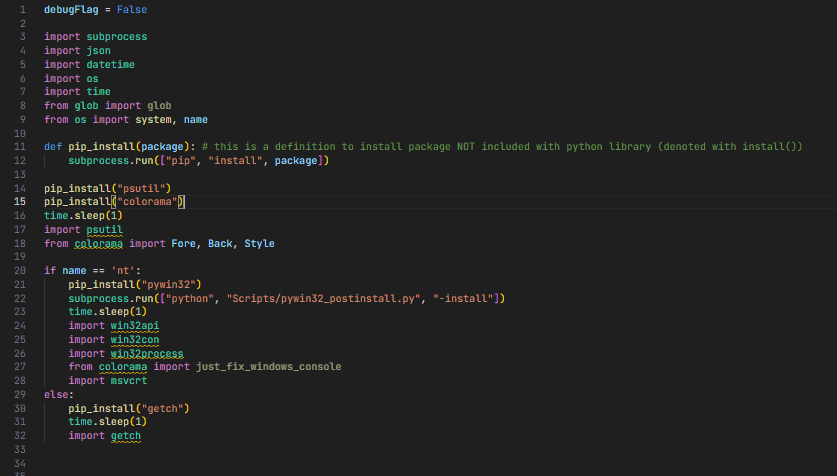 1 debugFlag = False
2
3 import subprocess
4 import json
5 import datetime
6 import os
7 import time
8 from glob import glob
9 from os import system, name
10
11 def pip_install(package): # this is a definition to install package NOT included with python library (denoted with install())
12     subprocess.run(["pip", "install", package])
13
14 pip_install("psutil")
15 pip_install("colorama")
16 time.sleep(1)
17 import psutil
18 from colorama import Fore, Back, Style
19
20 if name == 'nt':
21     pip_install("pywin32")
22     subprocess.run(["python", "Scripts/pywin32_postinstall.py", "-install"])
23     time.sleep(1)
24     import win32api
25     import win32con
26     import win32process
27     from colorama import just_fix_windows_console
28     import msvcrt
29 else:
30     pip_install("getch")
31     time.sleep(1)
32     import getch
33
34